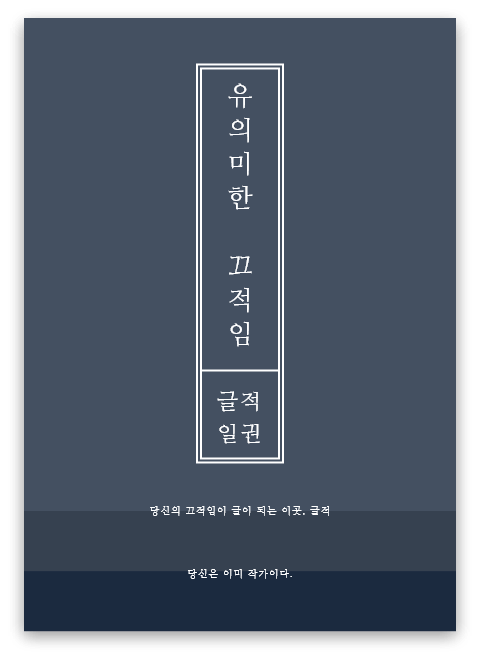 유의미한 끄적임
글적
일권
당신의 끄적임이 글이 되는 이곳, 글적
당신은 이미 작가이다.